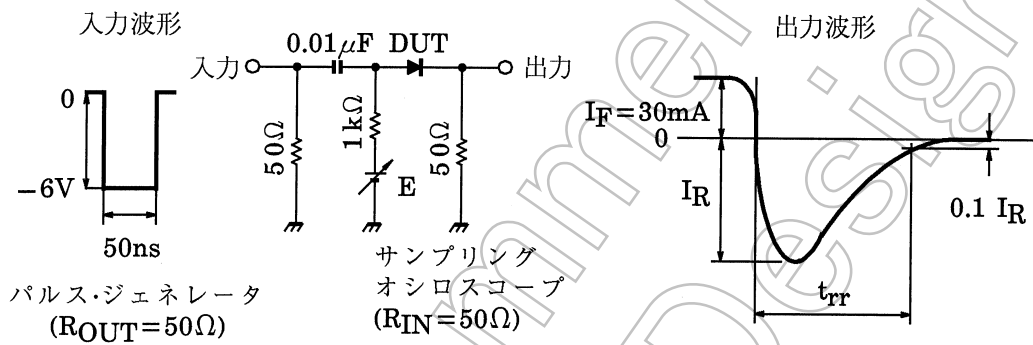 入力波形
0
−6V
50ns
パルス・ジェネレータ
(ROUT=50Ω)
0.01μF DUT
入力
出力
50Ω
1kΩ
E
50Ω
サンプリング
オシロスコープ
(RIN=50Ω)
出力波形
IF=30mA
0
IR
0.1 IR
trr